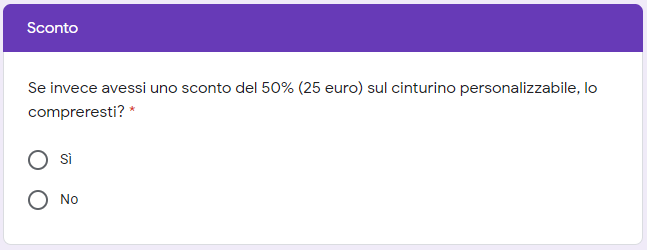 Sconto
Se invece avessi uno sconto del 50% (25 euro) sul cinturino personalizzabile, lo
compreresti? *
Sì
No